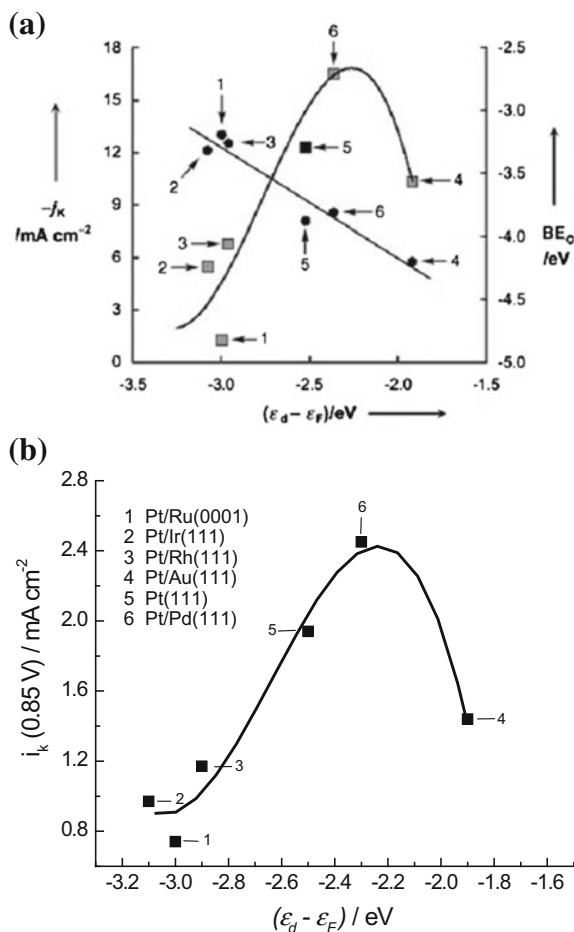 (a)
18
15
12
9
6
3
0
-jK
/mA cm-2
1
2
3
3
2
1
6
5
5
6
4
4
-2.5
-3.0
-3.5
-4.0
-4.5
-5.0
BEO
/eV
-3.5 -3.0 -2.5 -2.0 -1.5
(εd – εF)/eV
(b)
2.8
2.4
2.0
1.6
1.2
0.8
ik (0.85 V) / mA cm-2
1 Pt/Ru(0001)
2 Pt/Ir(111)
3 Pt/Rh(111)
4 Pt/Au(111)
5 Pt(111)
6 Pt/Pd(111)
6
5
4
3
2
1
-3.2 -3.0 -2.8 -2.6 -2.4 -2.2 -2.0 -1.8 -1.6
(εd - εF) / eV